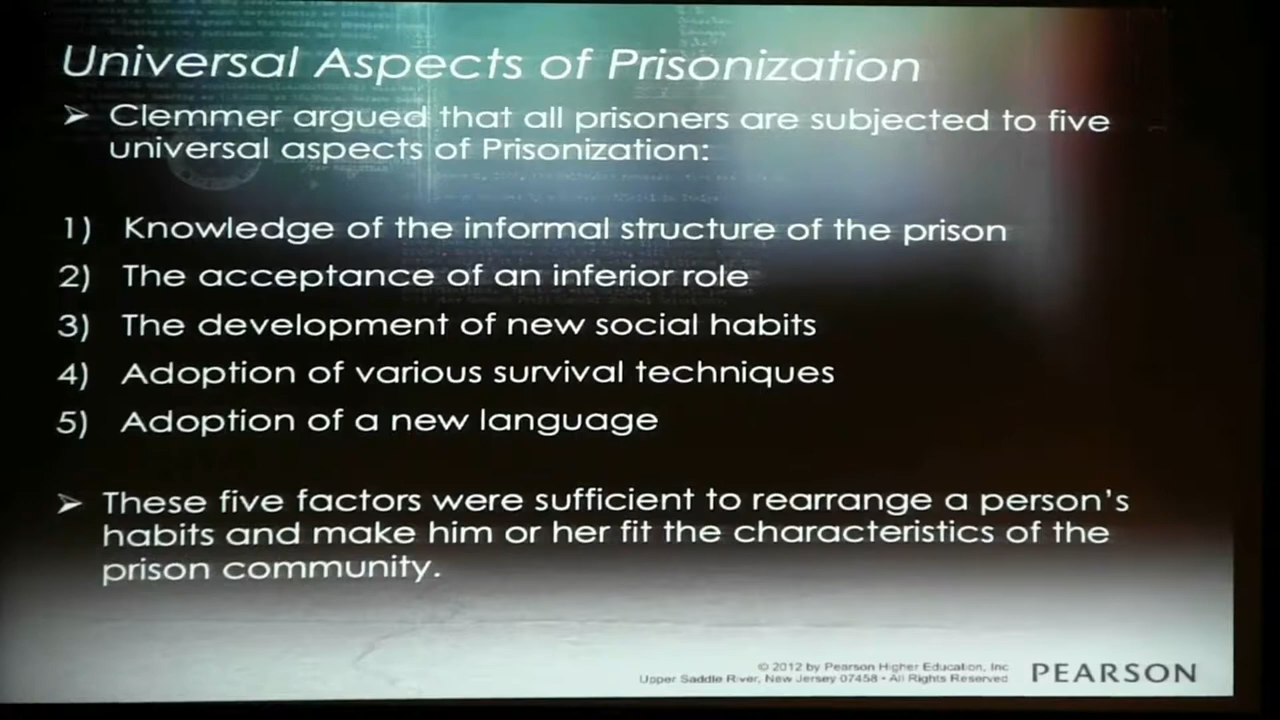 Universal Aspects of Prisonization
➤ Clemmer argued that all prisoners are subjected to five
universal aspects of Prisonization:
1) Knowledge of the informal structure of the prison
2) The acceptance of an inferior role
3) The development of new social habits
4) Adoption of various survival techniques
5) Adoption of a new language
➤ These five factors were sufficient to rearrange a person's
habits and make him or her fit the characteristics of the
prison community.
© 2012 by Pearson Higher Education, Inc
Upper Saddle River, New Jersey 07458 • All Rights Reserved
PEARSON